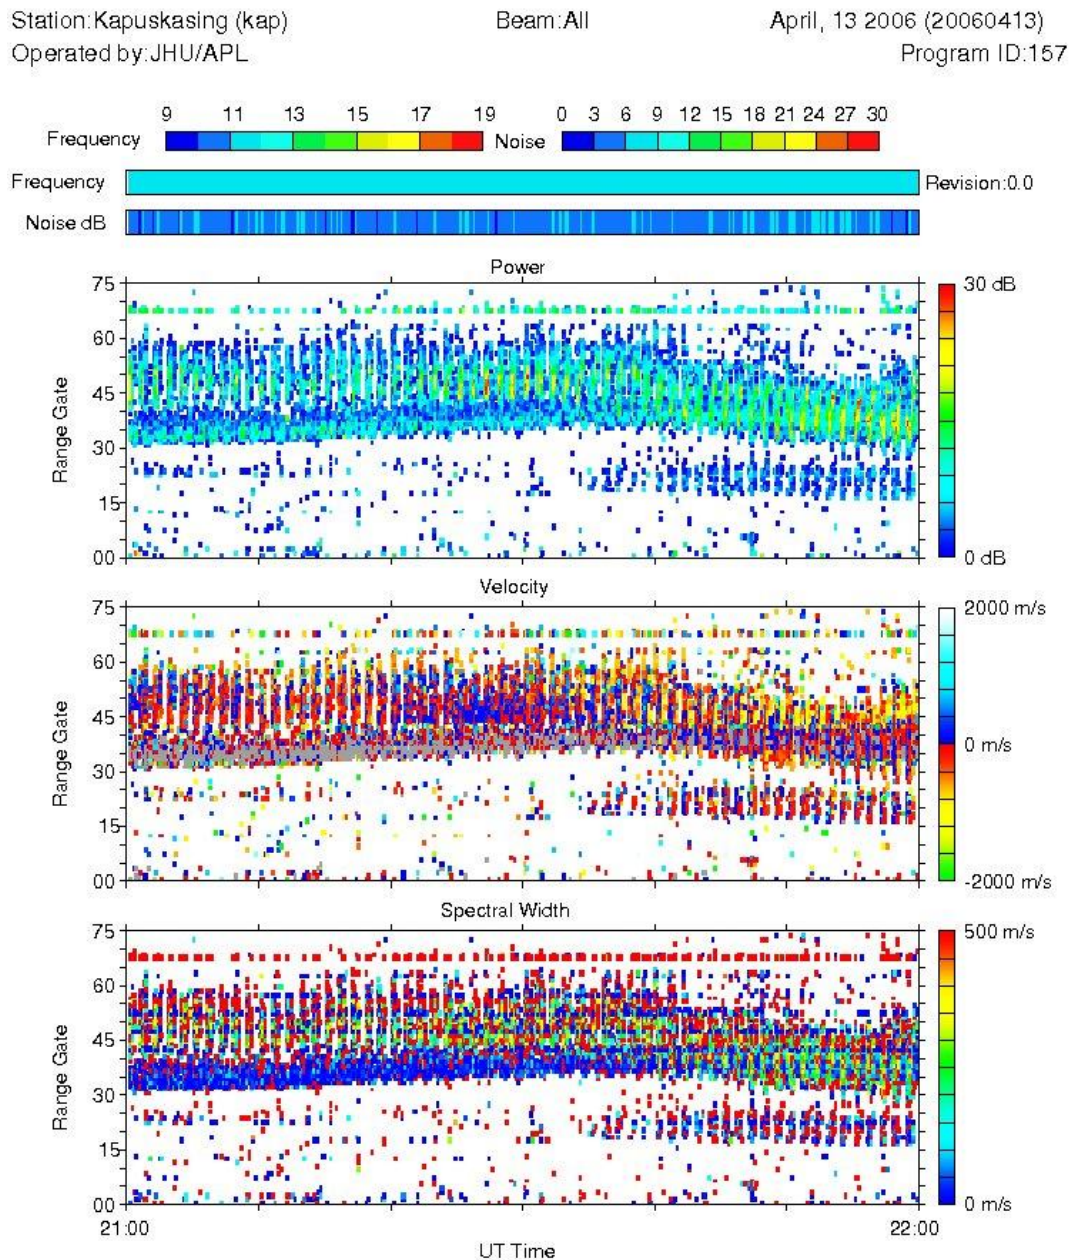 Station:Kapuskasing (kap) Beam:All April, 13 2006 (20060413)
Operated by:JHU/APL Program ID:157
9 11 13 15 17 19 0 3 6 9 12 15 18 21 24 27 30
Frequency Noise
Frequency Revision:0.0
Noise dB
Power
75 30 dB
60
45
Range Gate
30
15
00 0 dB
Velocity
75 2000 m/s
60
45 0 m/s
Range Gate
30
15
00 -2000 m/s
Spectral Width
75 500 m/s
60
45
Range Gate
30
15
00 0 m/s
21:00 22:00
UT Time